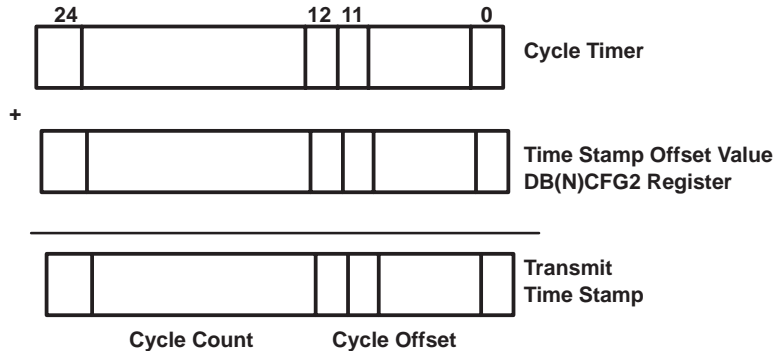 24 12 11 0
Cycle Timer
+
Time Stamp Offset Value
DB(N)CFG2 Register
Transmit
Time Stamp
Cycle Count Cycle Offset